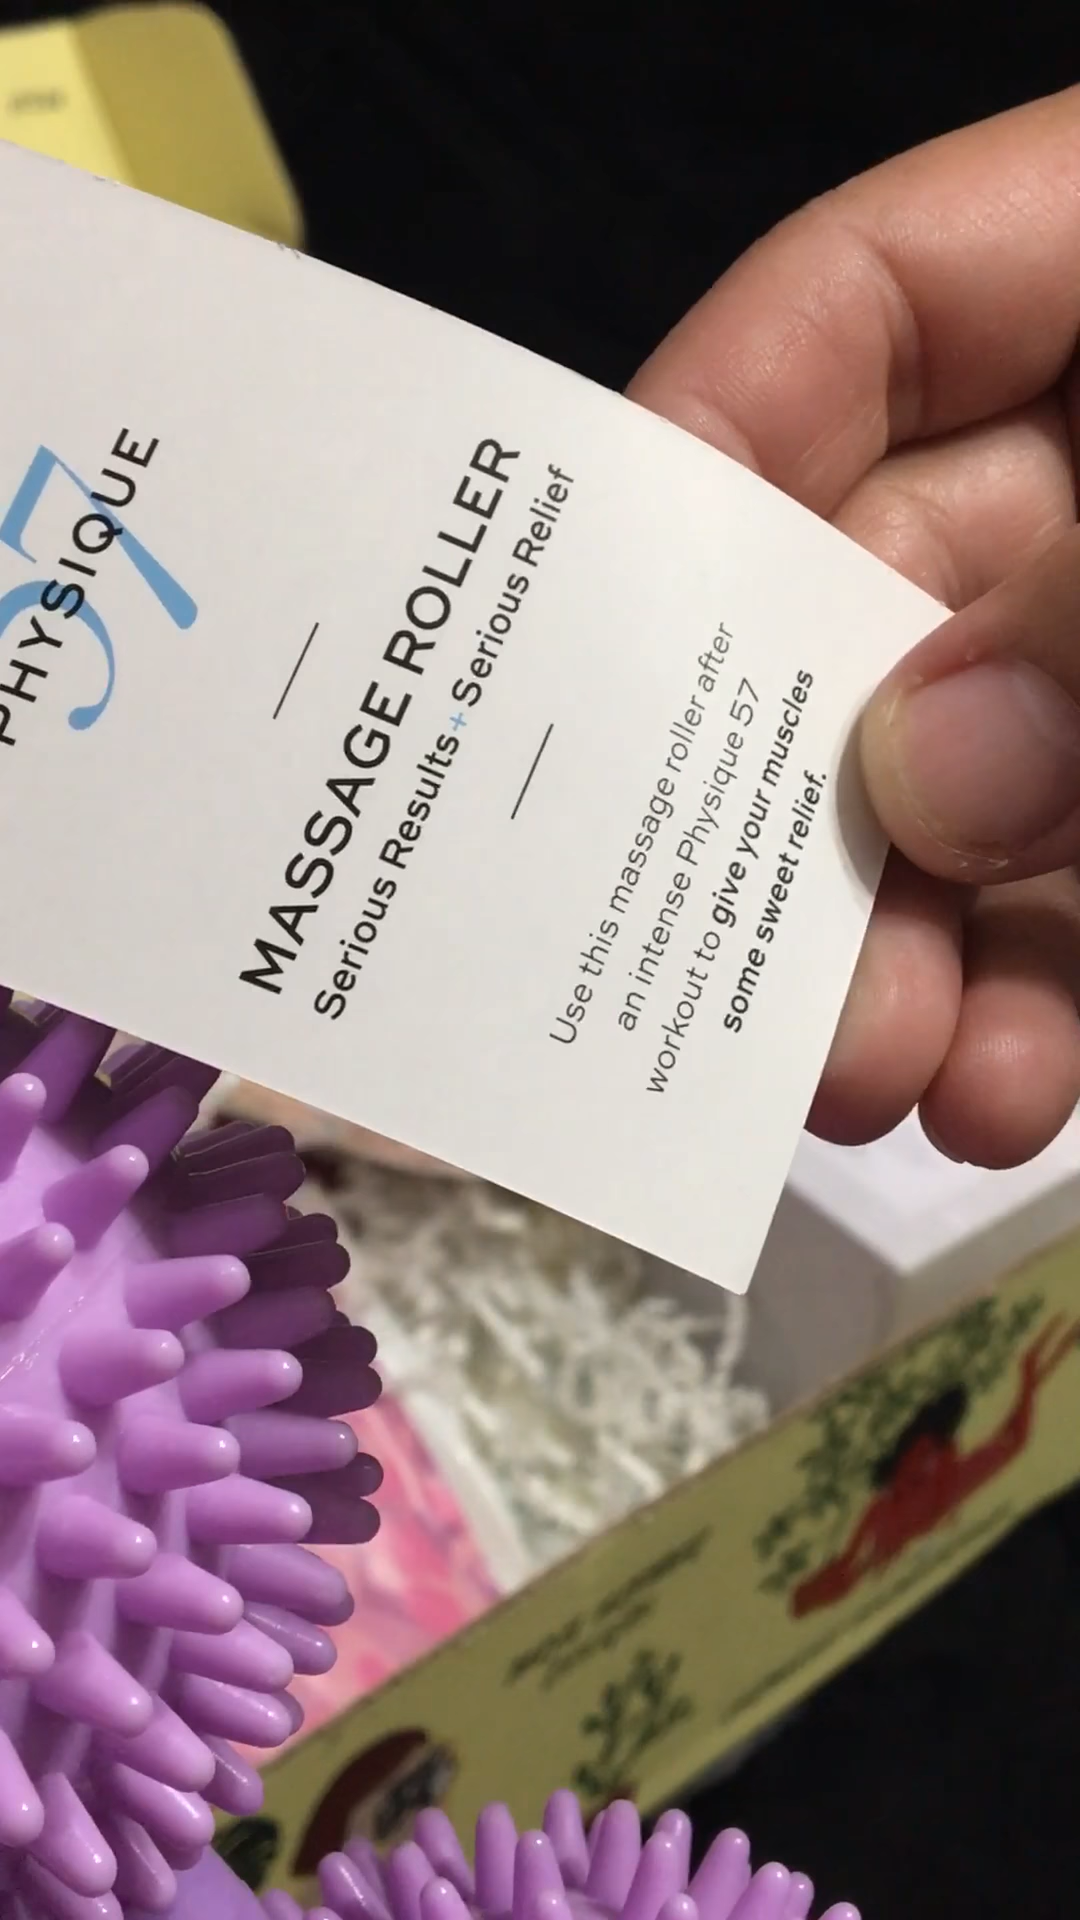 57
PHYSIQUE
MASSAGE ROLLER
Serious Results + Serious Relief
Use this massage roller after
an intense Physique 57
workout to give your muscles
some sweet relief.